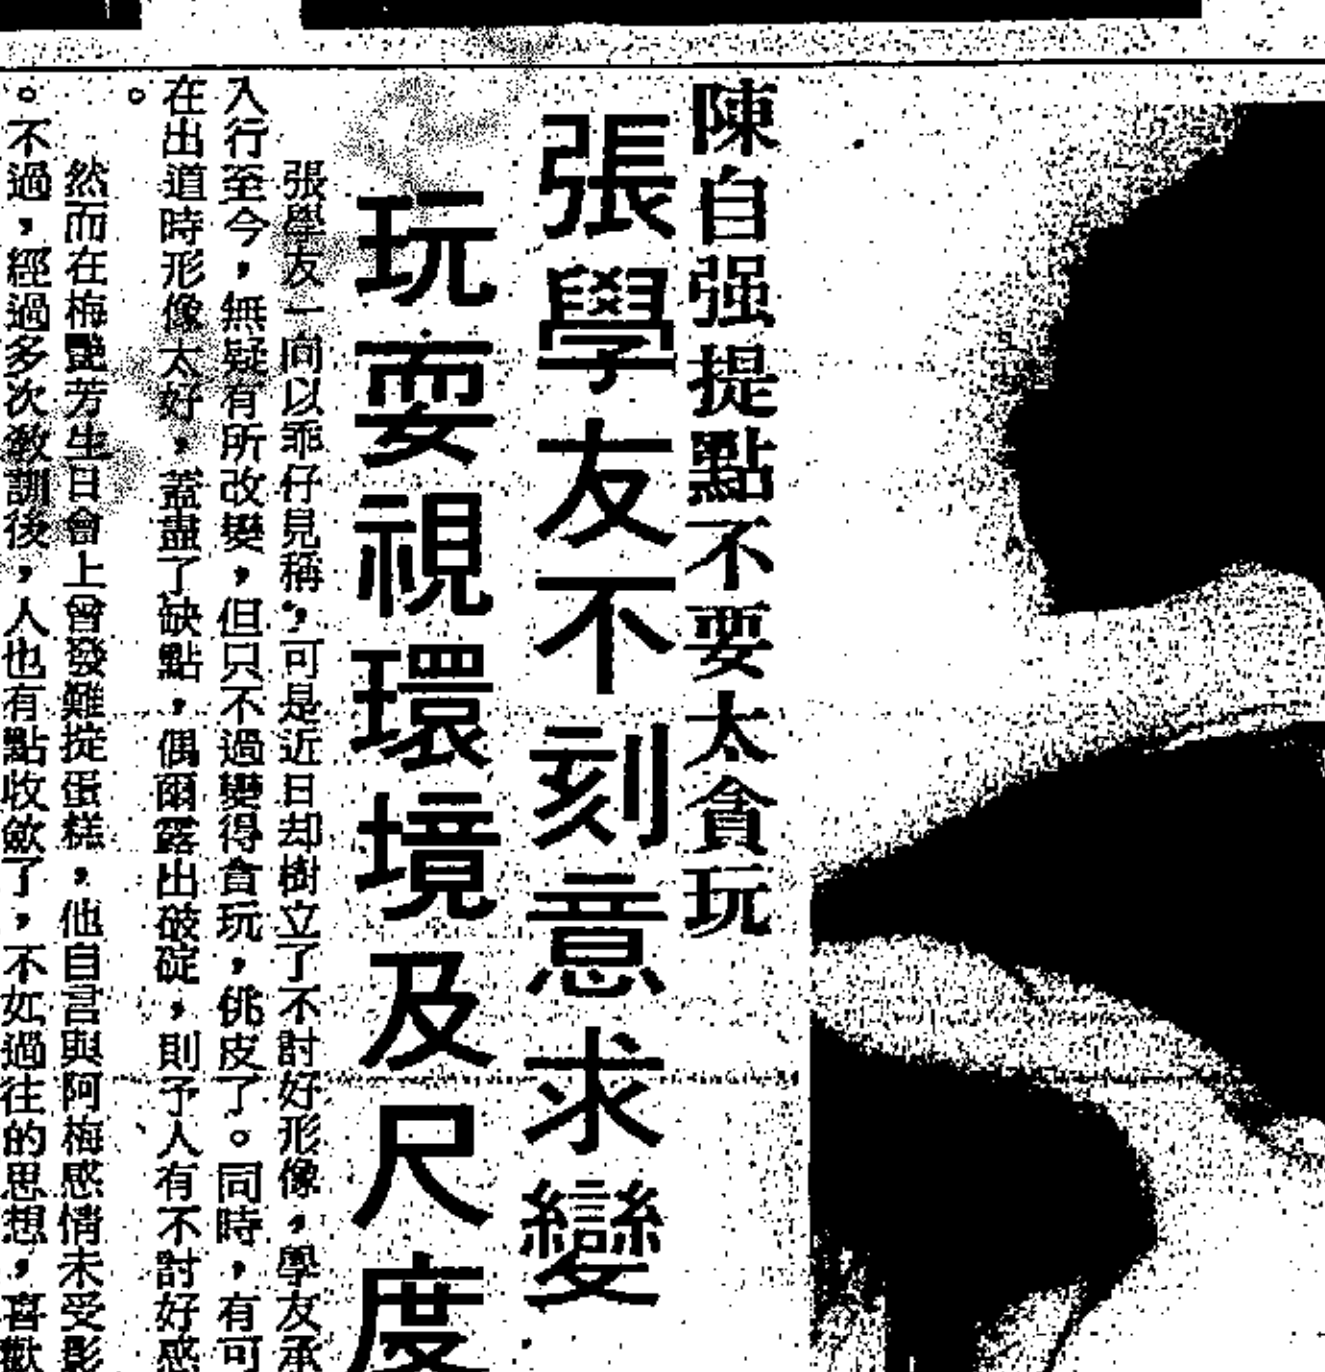 陳自强提點不要太貪玩
張學友不刻意求變
玩耍視環境及尺度
張學友一向以乖仔見稱，可是近日却樹立了不討好形像，學友承
入行至今，無疑有所改變，但只不過變得貪玩，佻皮了。同時，有可
在出道時形像太好，蓋盡了缺點，偶爾露出破碇，則予人有不討好感
。
然而在梅艷芳生日會上曾發難掟蛋糕，他自言與阿梅感情未受影
。不過，經過多次教訓後，人也有點收斂了，不如過往的思想，喜歡